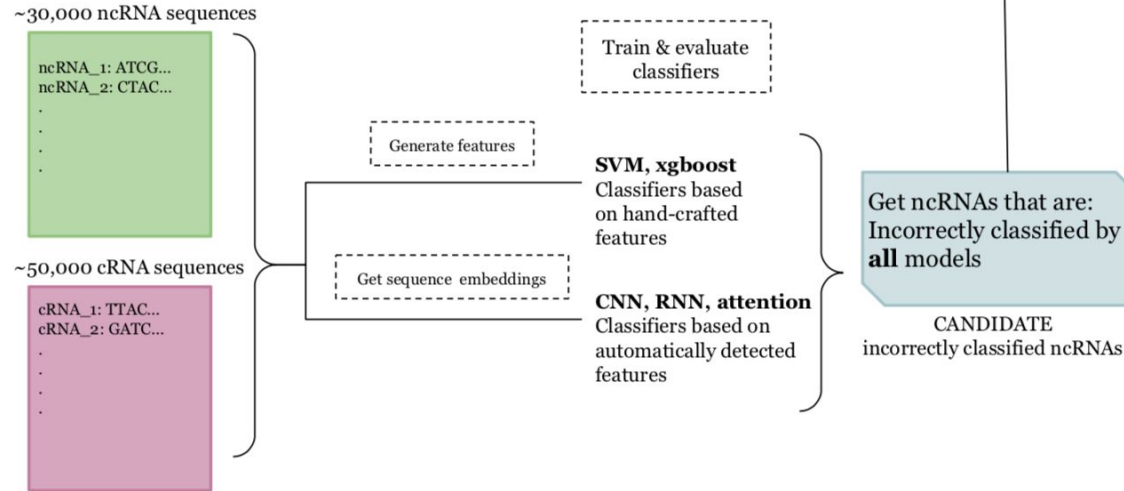 ~30,000 ncRNA sequences
ncRNA_1: ATCG...
ncRNA_2: CTAC...
.
.
.
.
~50,000 cRNA sequences
cRNA_1: TTAC...
cRNA_2: GATC...
.
.
.
.
Generate features
Get sequence embeddings
Train & evaluate
classifiers
SVM, xgboost
Classifiers based
on hand-crafted
features
CNN, RNN, attention
Classifiers based on
automatically detected
features
Get ncRNAs that are:
Incorrectly classified by
all models
CANDIDATE
incorrectly classified ncRNAs